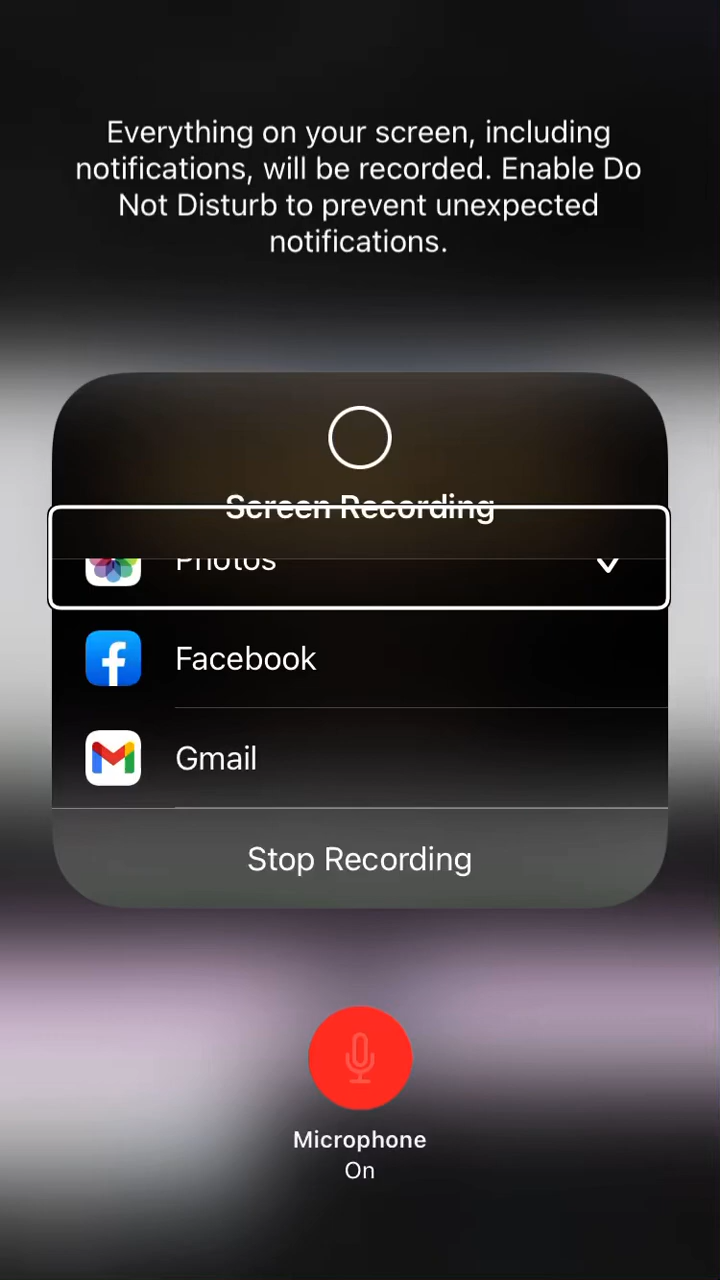 Everything on your screen, including
notifications, will be recorded. Enable Do
Not Disturb to prevent unexpected
notifications.
Screen Recording
Photos
Facebook
Gmail
Stop Recording
Microphone
On